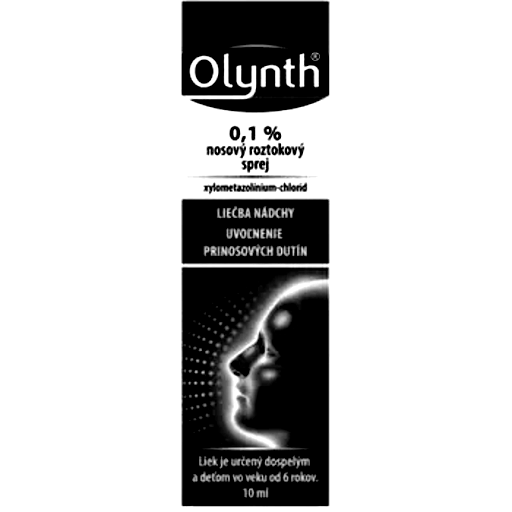 Olynth®
0,1 %
nosový roztokový
sprej
xylometazolínium-chlorid
LIEČBA NÁDCHY
UVOĽNENIE
PRINOSOVÝCH DUTÍN
Liek je určený dospelým
a deťom vo veku od 6 rokov.
10 ml